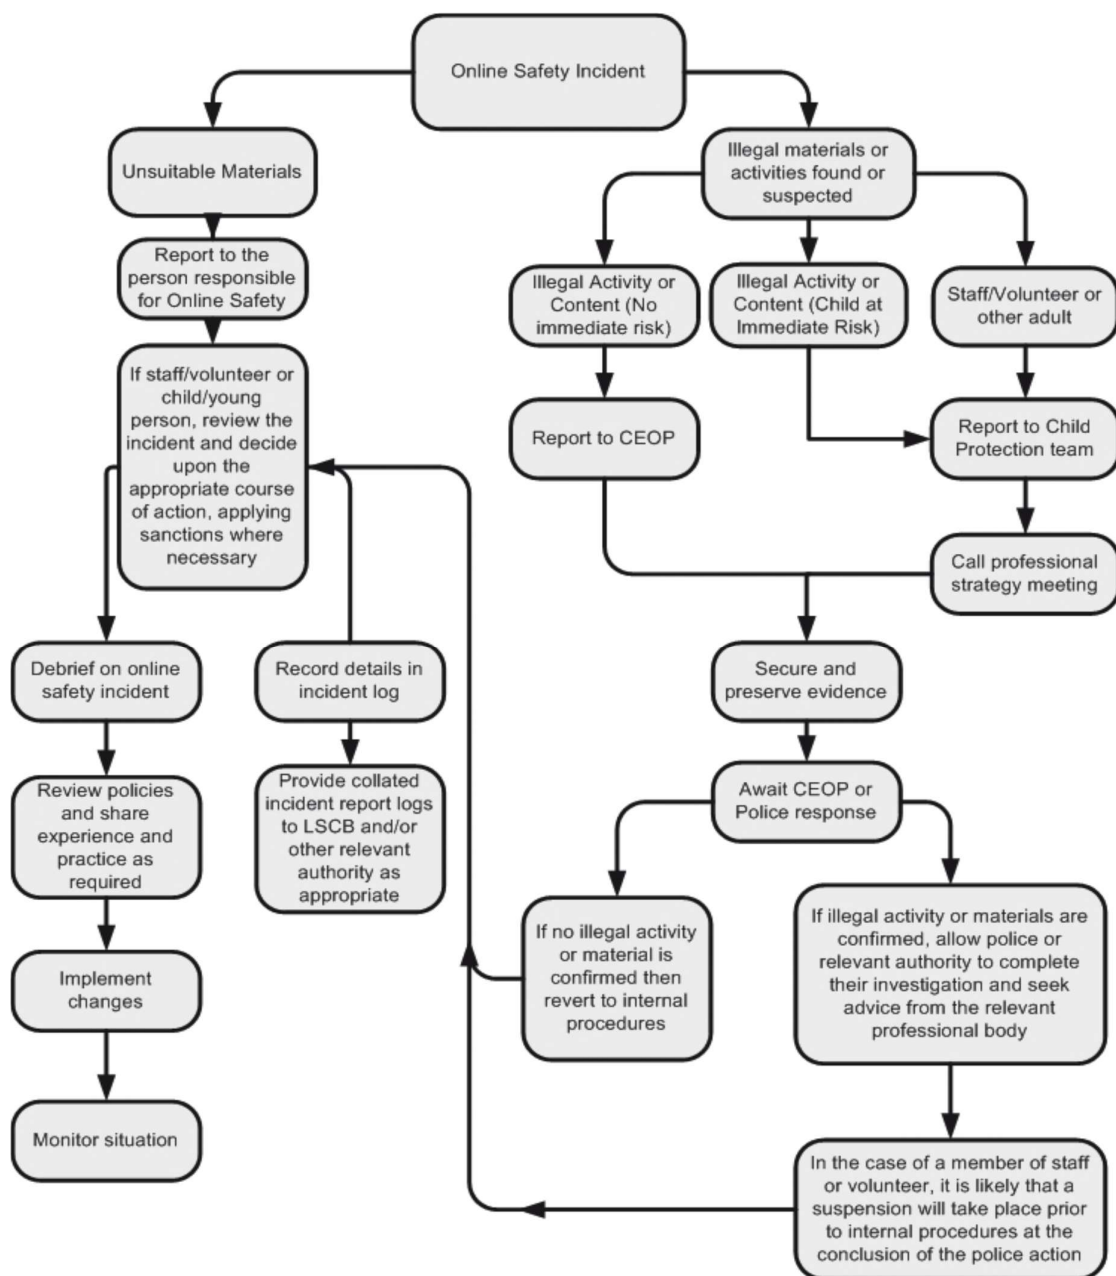 Online Safety Incident
Unsuitable Materials
Report to the
person responsible
for Online Safety
If staff/volunteer or
child/young
person, review the
incident and decide
upon the
appropriate course
of action, applying
sanctions where
necessary
Debrief on online
safety incident
Review policies
and share
experience and
practice as
required
Implement
changes
Monitor situation
Record details in
incident log
Provide collated
incident report logs
to LSCB and/or
other relevant
authority as
appropriate
Illegal materials or
activities found or
suspected
Illegal Activity or
Content (No
immediate risk)
Illegal Activity or
Content (Child at
Immediate Risk)
Staff/Volunteer or
other adult
Report to CEOP
Report to Child
Protection team
Call professional
strategy meeting
Secure and
preserve evidence
Await CEOP or
Police response
If no illegal activity
or material is
confirmed then
revert to internal
procedures
If illegal activity or materials are
confirmed, allow police or
relevant authority to complete
their investigation and seek
advice from the relevant
professional body
In the case of a member of staff
or volunteer, it is likely that a
suspension will take place prior
to internal procedures at the
conclusion of the police action